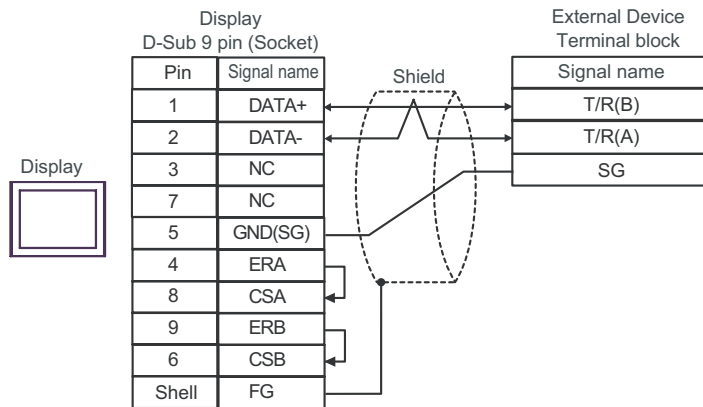 Display
D-Sub 9 pin (Socket)
External Device
Terminal block
Pin Signal name Shield Signal name
1 DATA+ T/R(B)
2 DATA- T/R(A)
Display 3 NC SG
7 NC
5 GND(SG)
4 ERA
8 CSA
9 ERB
6 CSB
Shell FG